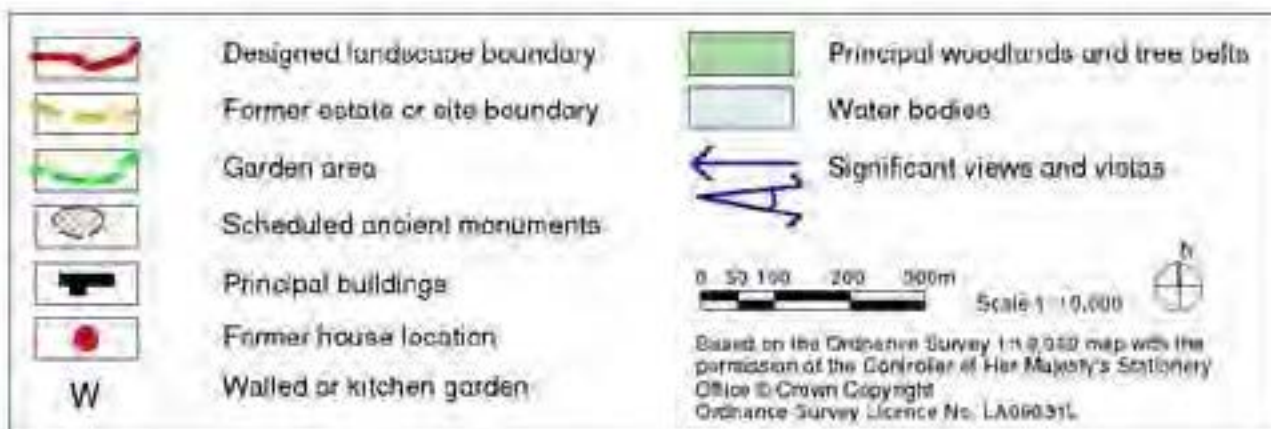 Designed landscape boundary
Former estate or site boundary
Garden area
Scheduled ancient monuments
Principal buildings
Former house location
W Walled or kitchen garden
Principal woodlands and tree belts
Water bodies
Significant views and vistas
0 50 100 200 300m
Scale 1:10,000
N
Based on the Ordnance Survey 1:10,000 map with the
permission of the Controller of Her Majesty's Stationery
Office © Crown Copyright
Ordnance Survey Licence No.